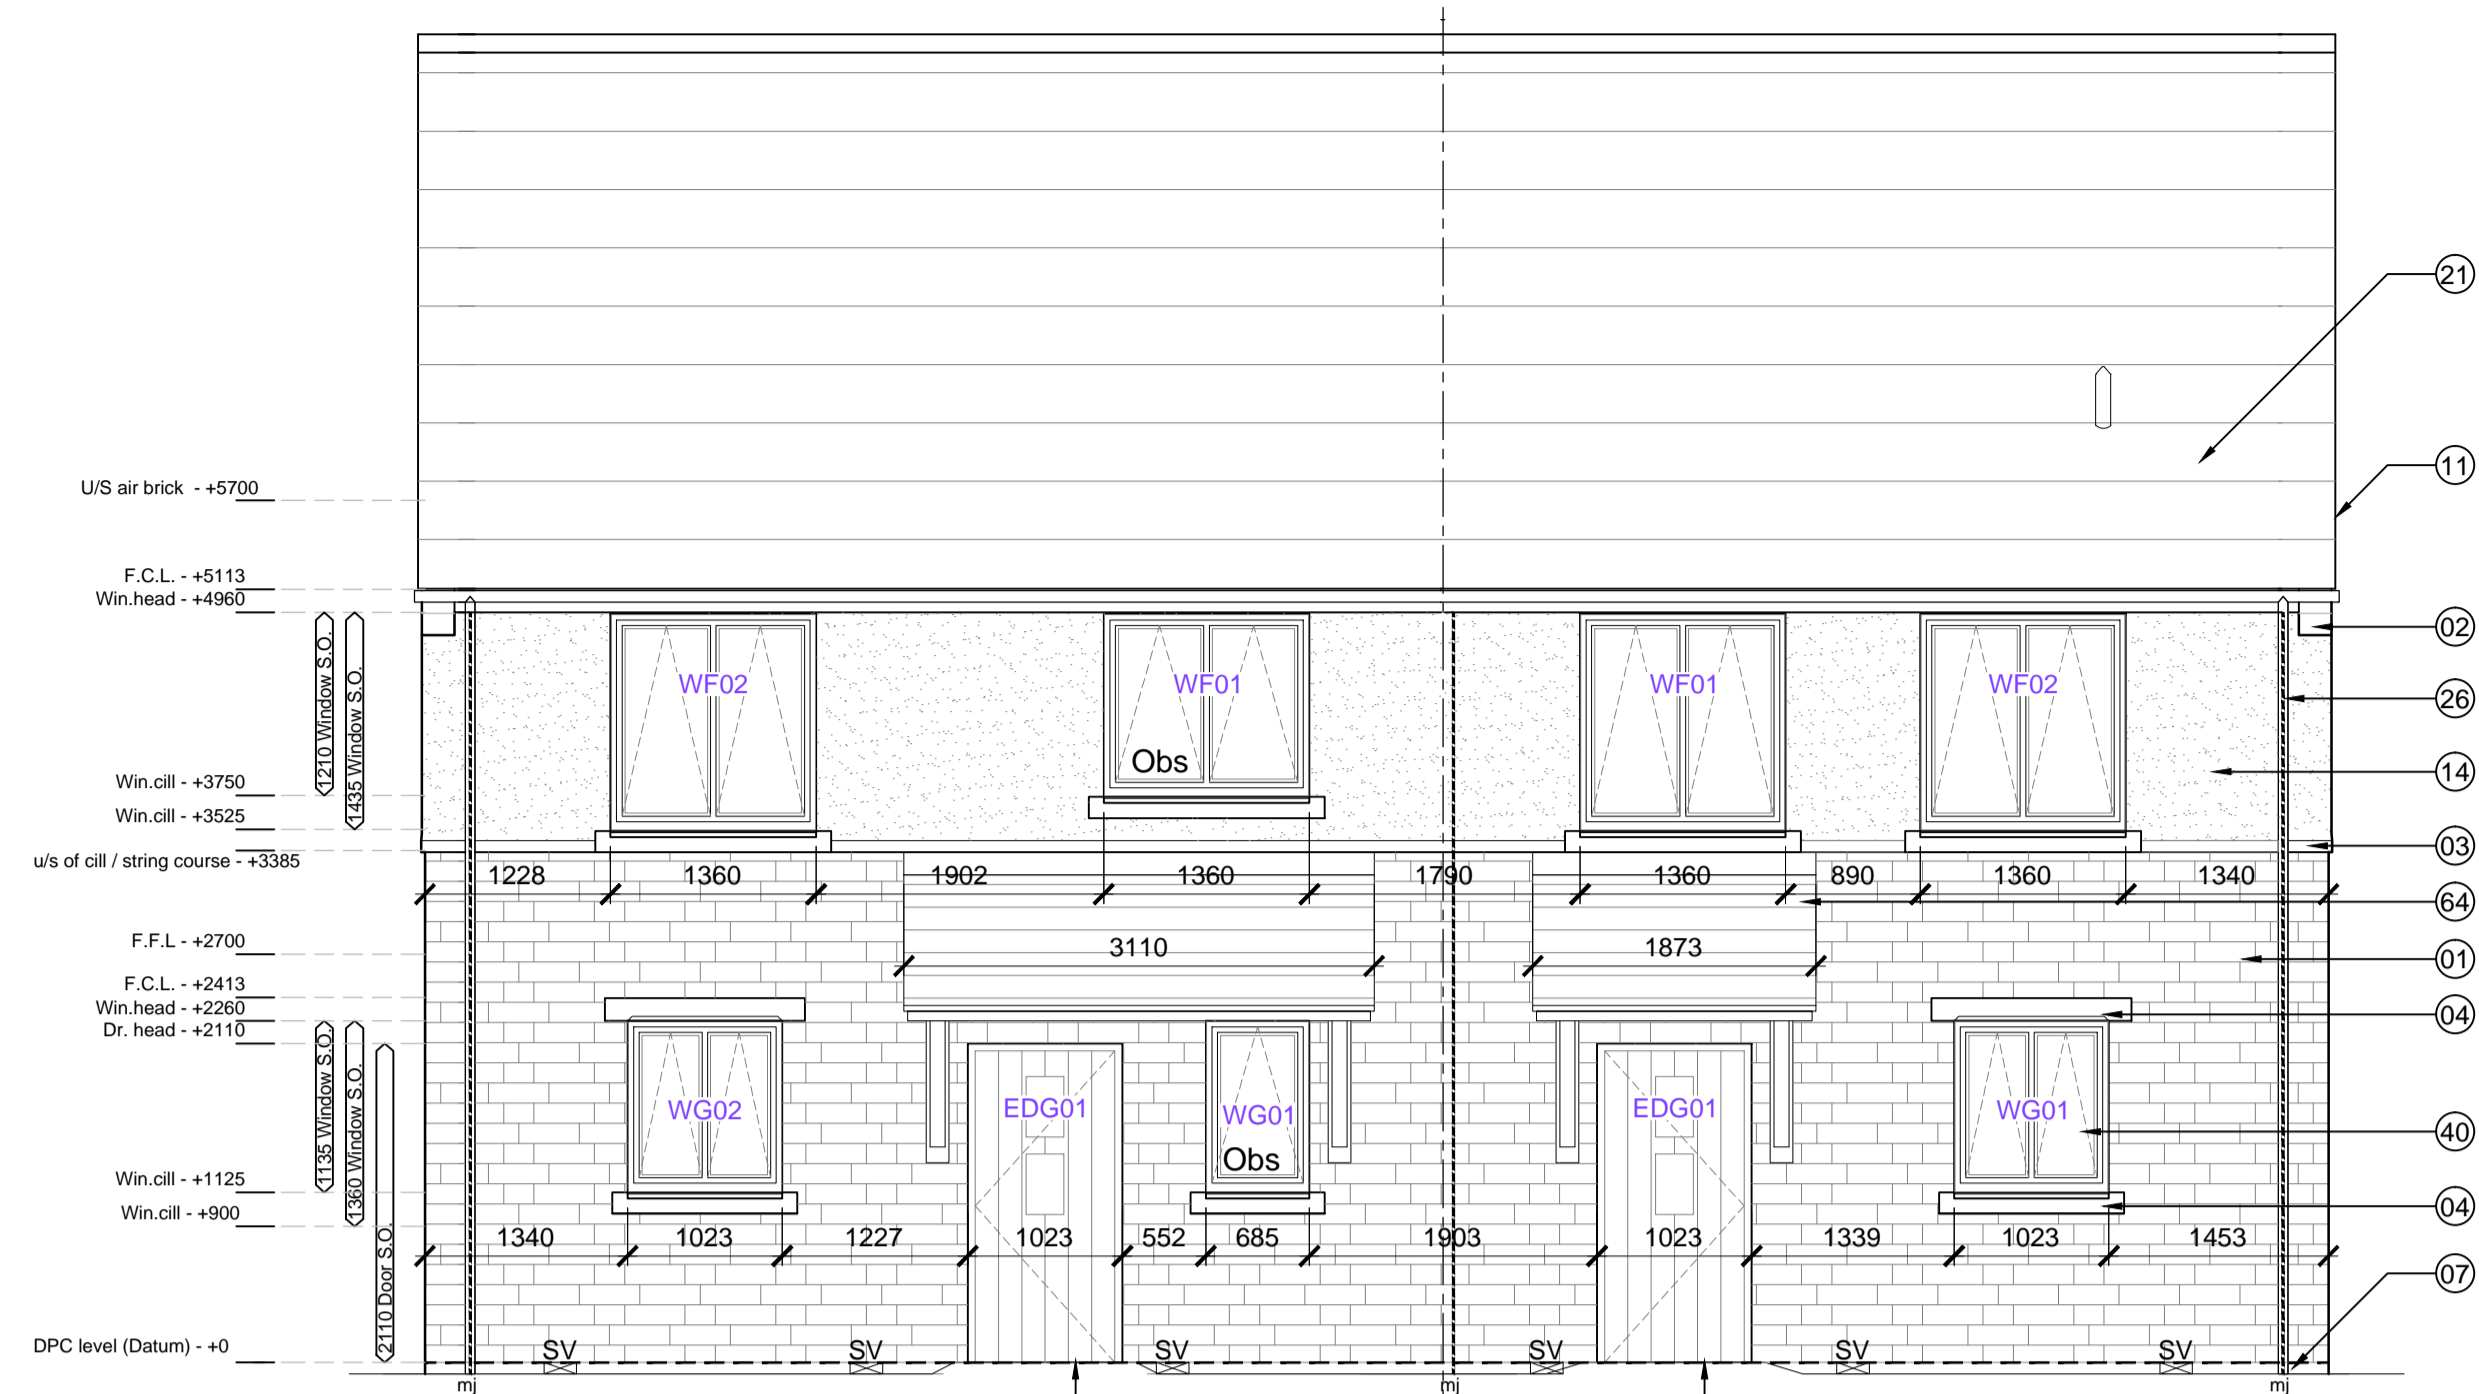 21
11
U/S air brick - +5700
F.C.L. - +5113
Win.head - +4960
02
1210 Window S.O.
1435 Window S.O.
WF02
WF01
WF01
WF02
26
Obs
14
Win.cill - +3750
Win.cill - +3525
u/s of cill / string course - +3385
03
1228
1360
1902
1360
1790
1360
890
1360
1340
64
F.F.L - +2700
3110
1873
01
F.C.L. - +2413
Win.head - +2260
Dr. head - +2110
04
1135 Window S.O.
1360 Window S.O.
2110 Door S.O.
WG02
EDG01
WG01
Obs
EDG01
WG01
40
Win.cill - +1125
Win.cill - +900
04
1340
1023
1227
1023
552
685
1903
1023
1339
1023
1453
07
DPC level (Datum) - +0
SV
SV
SV
SV
SV
SV
mj
mj
mj